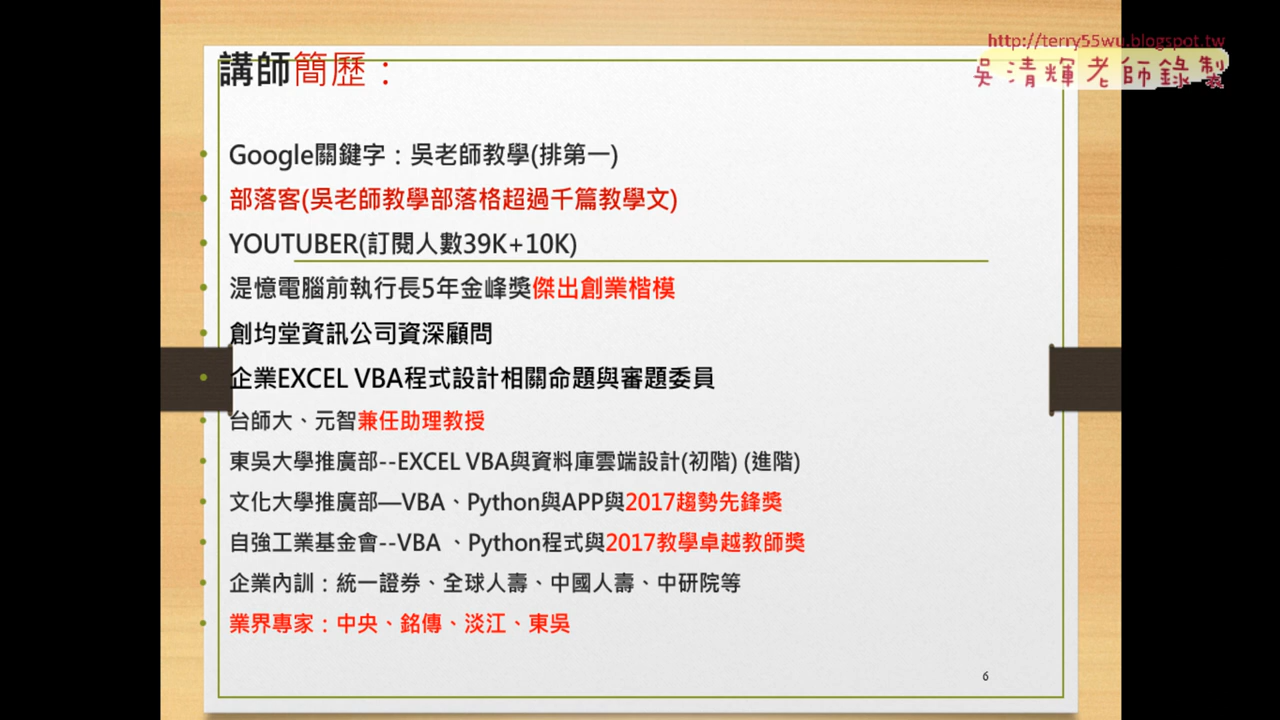 http://terry55wu.blogspot.tw
吳清輝老師錄製
講師簡歷：
Google關鍵字：吳老師教學(排第一)
部落客(吳老師教學部落格超過千篇教學文)
YOUTUBER(訂閱人數39K+10K)
湜憶電腦前執行長5年金峰獎傑出創業楷模
創均堂資訊公司資深顧問
企業EXCEL VBA程式設計相關命題與審題委員
台師大、元智兼任助理教授
東吳大學推廣部--EXCEL VBA與資料庫雲端設計(初階) (進階)
文化大學推廣部—VBA、Python與APP與2017趨勢先鋒獎
自強工業基金會--VBA 、Python程式與2017教學卓越教師獎
企業內訓：統一證券、全球人壽、中國人壽、中研院等
業界專家：中央、銘傳、淡江、東吳
6